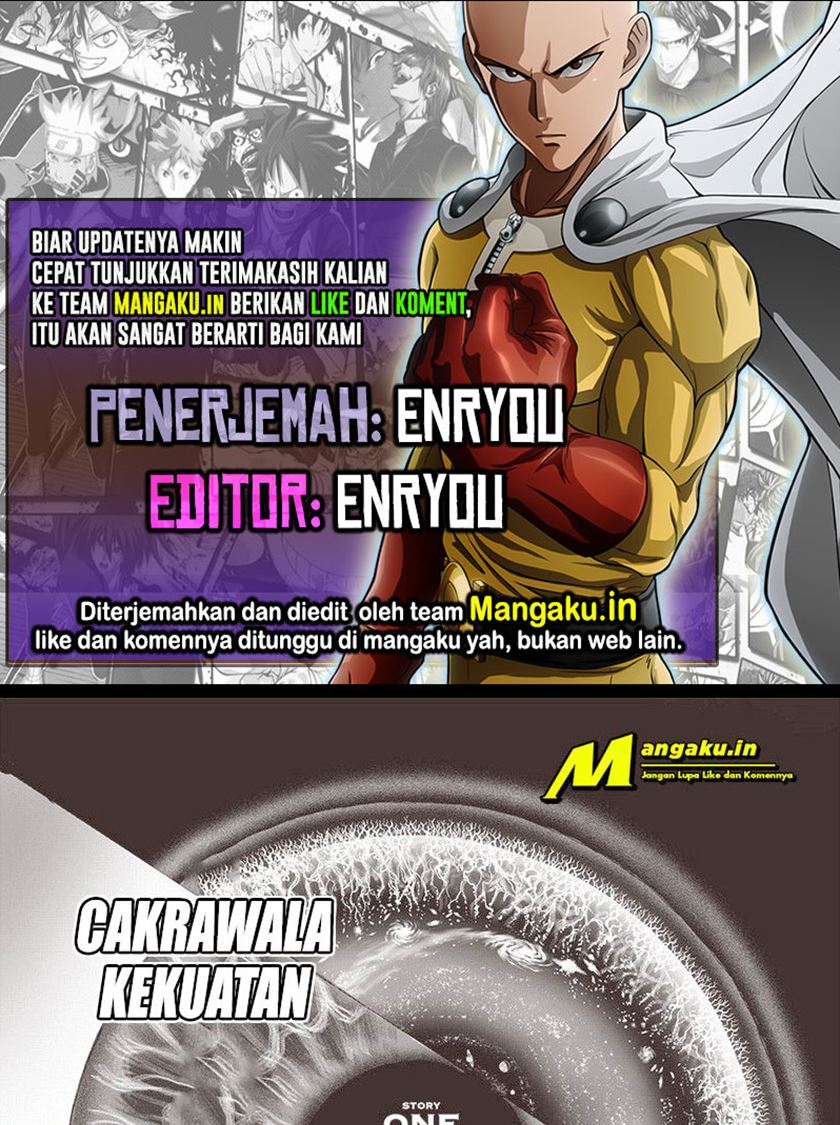 BIAR UPDATENYA MAKIN
CEPAT TUNJUKKAN TERIMAKASIH KALIAN
KE TEAM MANGAKU.IN BERIKAN LIKE DAN KOMENT,
ITU AKAN SANGAT BERARTI BAGI KAMI
PENERJEMAH: ENRYOU
EDITOR: ENRYOU
Diterjemahkan dan diedit oleh team Mangaku.in
like dan komennya ditunggu di mangaku yah, bukan web lain.
Mangaku.in
Jangan Lupa Like dan Komennya
CAKRAWALA
KEKUATAN
STORY
ONE